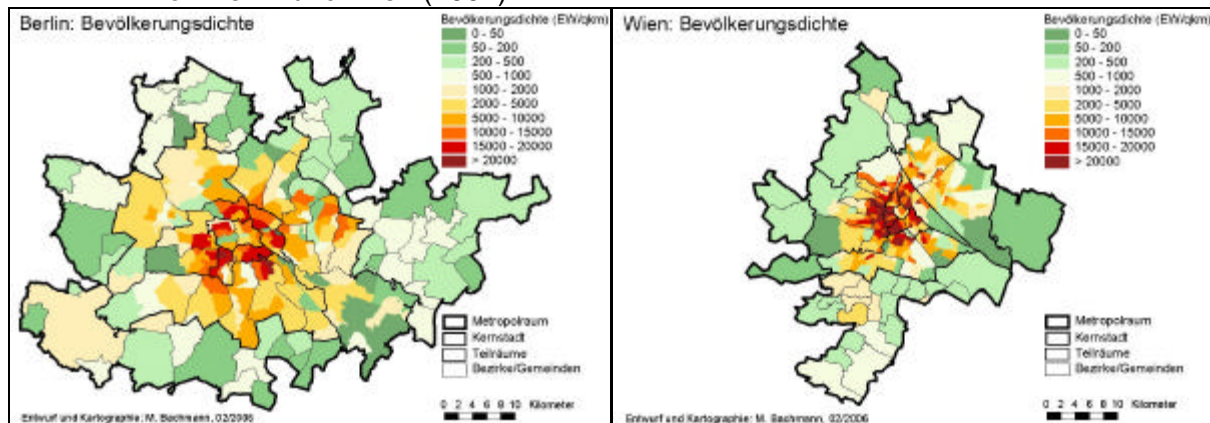 Berlin: Bevölkerungsdichte
Bevölkerungsdichte (EW/qkm)
0 - 50
50 - 200
200 - 500
500 - 1000
1000 - 2000
2000 - 5000
5000 - 10000
10000 - 15000
15000 - 20000
> 20000
Metropolraum
Kernstadt
Teilräume
Bezirke/Gemeinden
0 2 4 6 8 10 Kilometer
Entwurf und Kartographie: M. Bachmann, 02/2006
Wien: Bevölkerungsdichte
Bevölkerungsdichte (EW/qkm)
0 - 50
50 - 200
200 - 500
500 - 1000
1000 - 2000
2000 - 5000
5000 - 10000
10000 - 15000
15000 - 20000
> 20000
Metropolraum
Kernstadt
Teilräume
Bezirke/Gemeinden
0 2 4 6 8 10 Kilometer
Entwurf und Kartographie: M. Bachmann, 02/2006